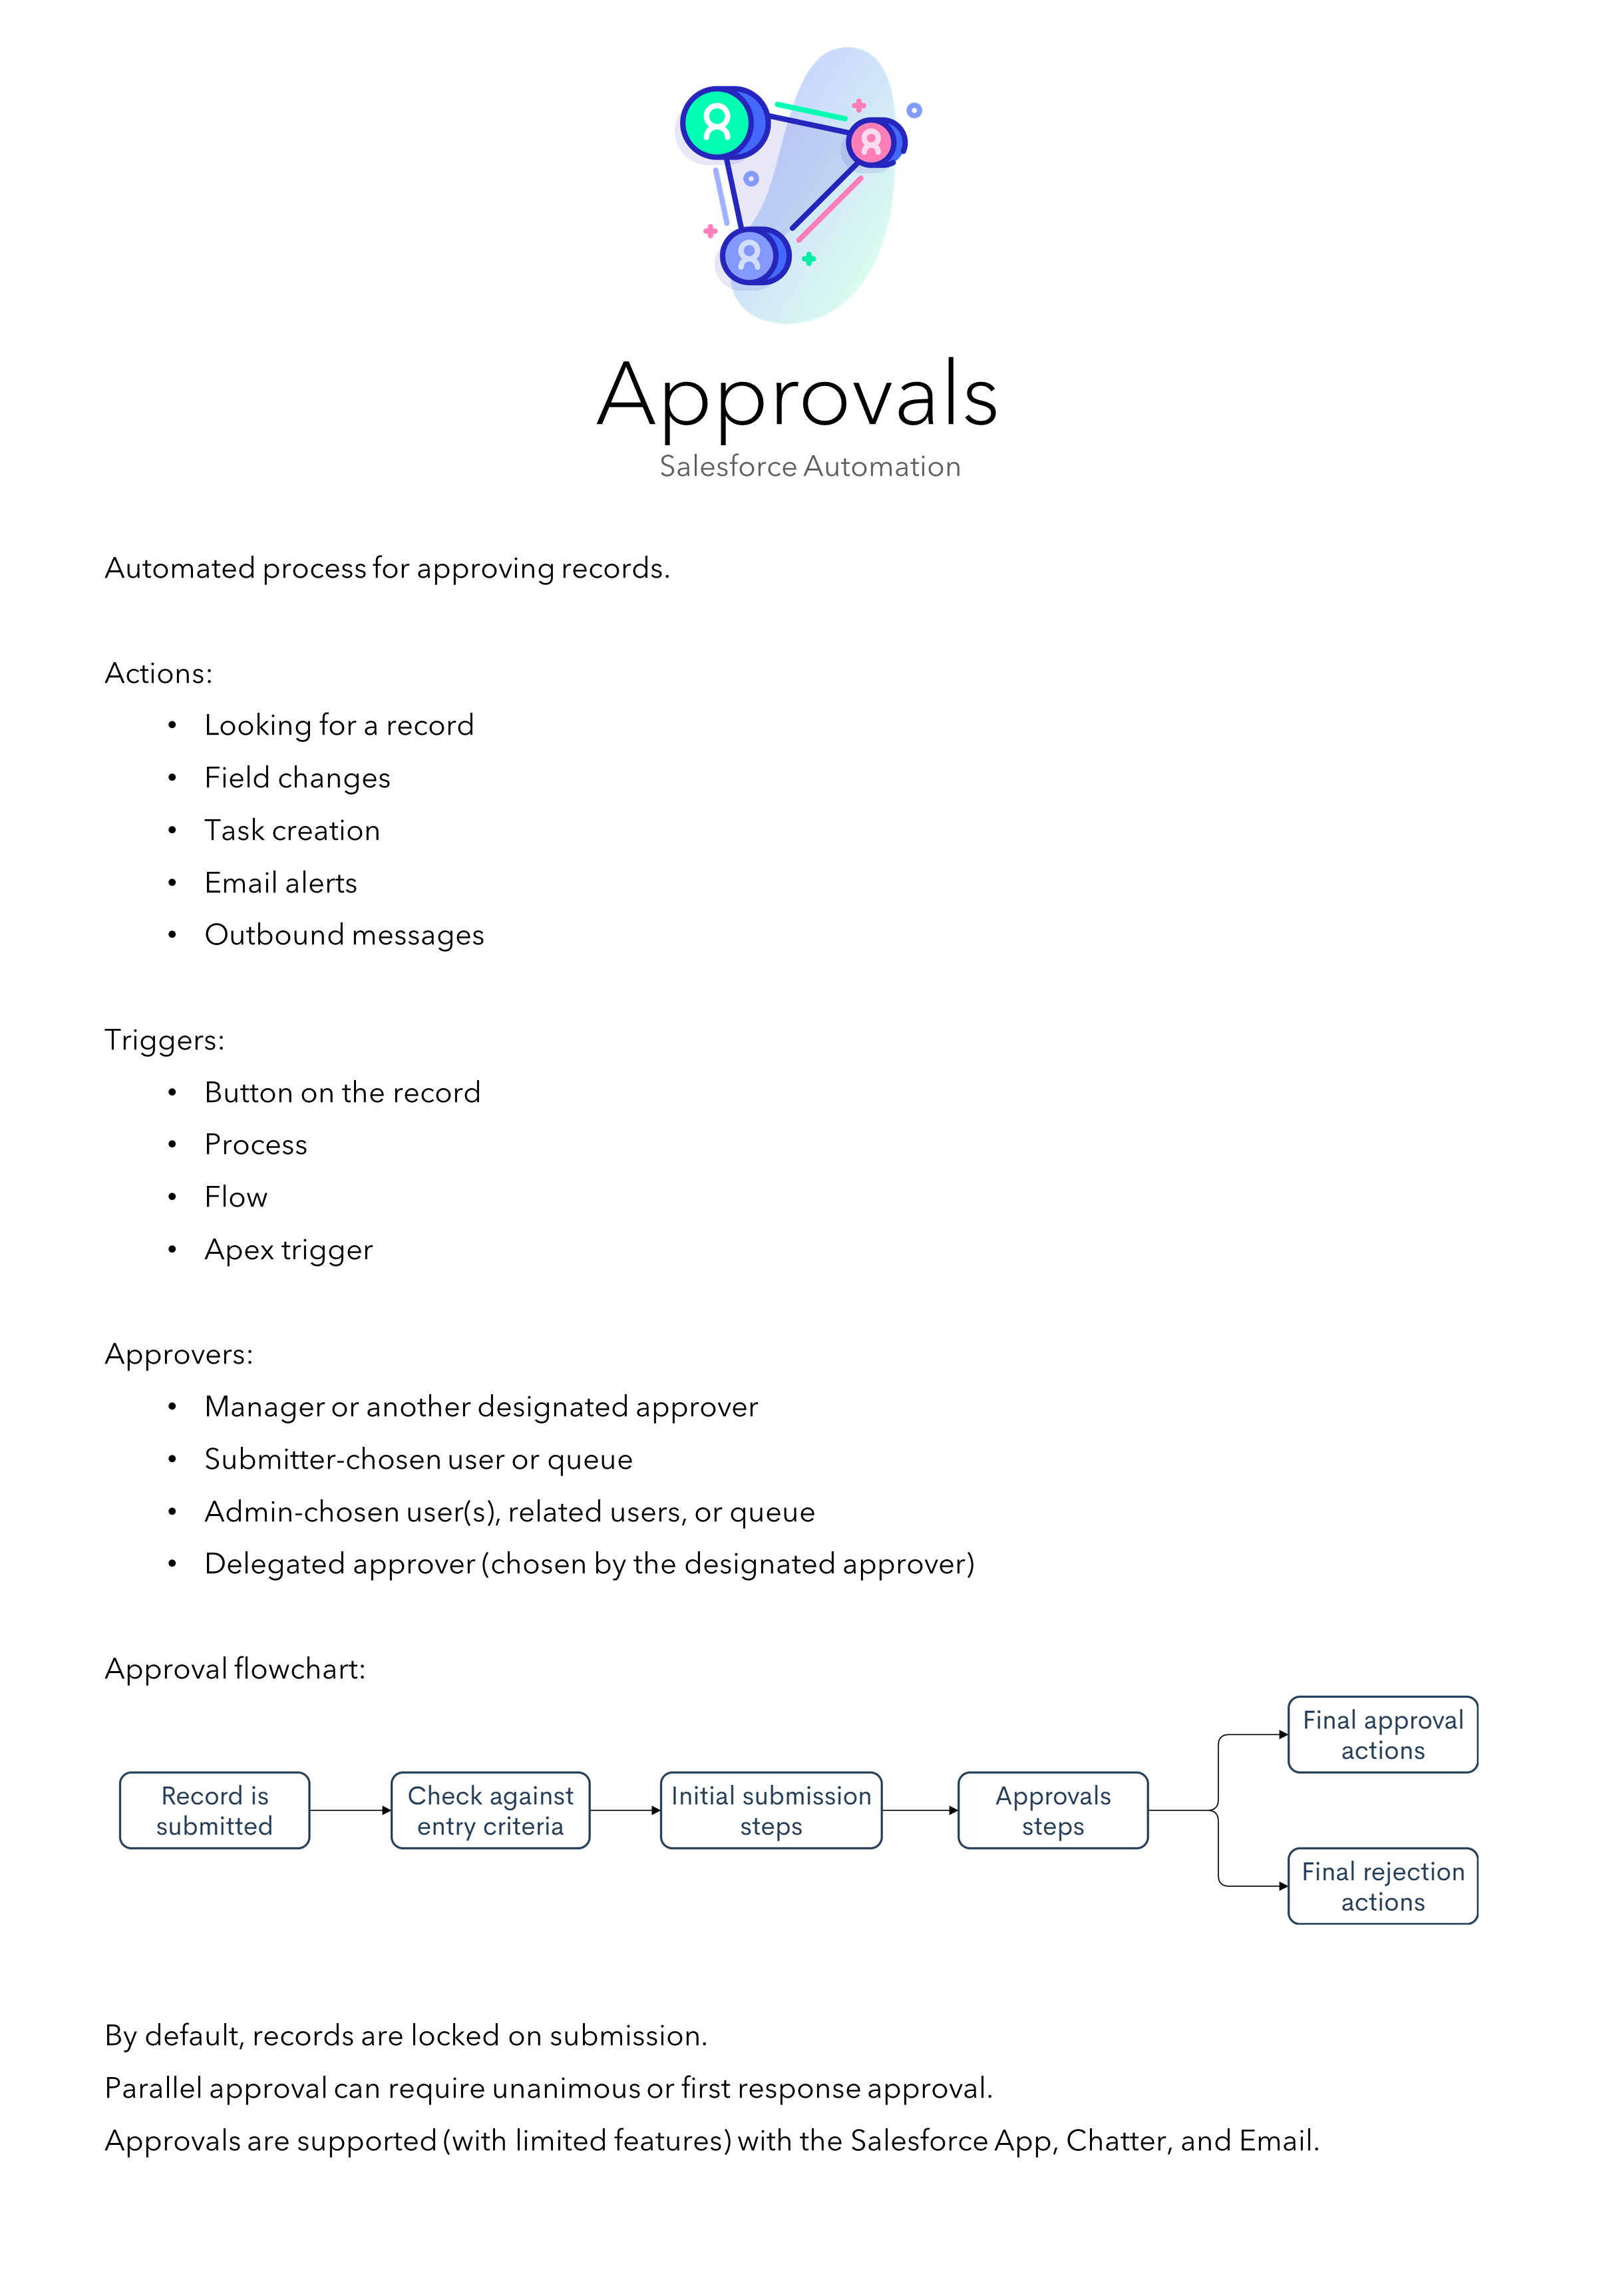 Approvals
Salesforce Automation
Automated process for approving records.
Actions:
• Looking for a record
• Field changes
• Task creation
• Email alerts
• Outbound messages
Triggers:
• Button on the record
• Process
• Flow
• Apex trigger
Approvers:
• Manager or another designated approver
• Submitter-chosen user or queue
• Admin-chosen user(s), related users, or queue
• Delegated approver (chosen by the designated approver)
Approval flowchart:
Record is
submitted
Check against
entry criteria
Initial submission
steps
Approvals
steps
Final approval
actions
Final rejection
actions
By default, records are locked on submission.
Parallel approval can require unanimous or first response approval.
Approvals are supported (with limited features) with the Salesforce App, Chatter, and Email.